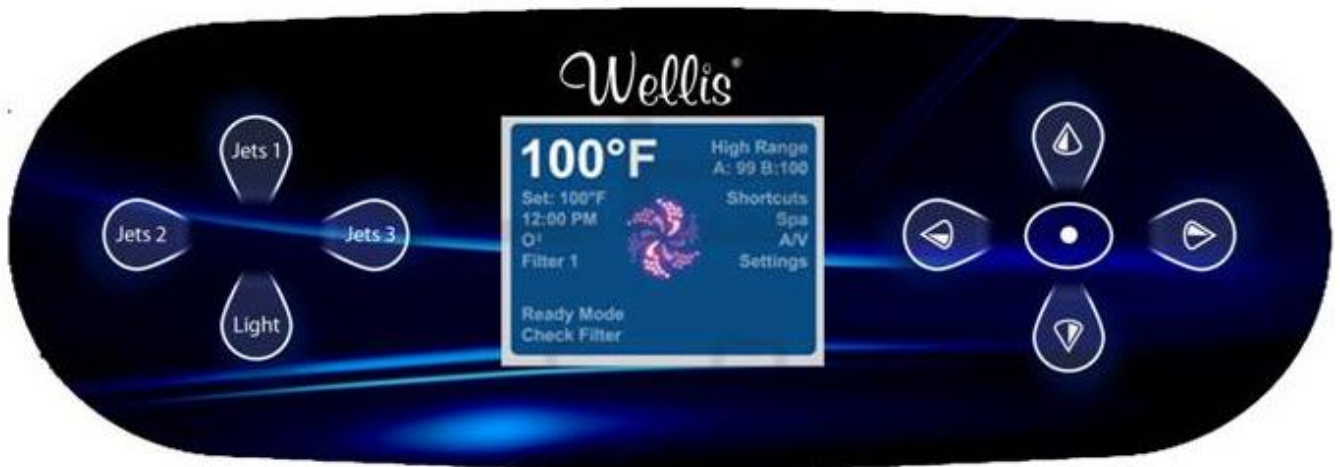 Wellis®
Jets 1
Jets 2
Jets 3
Light
100°F
Set: 100°F
12:00 PM
O³
Filter 1
Ready Mode
Check Filter
High Range
A: 99 B:100
Shortcuts
Spa
A/V
Settings